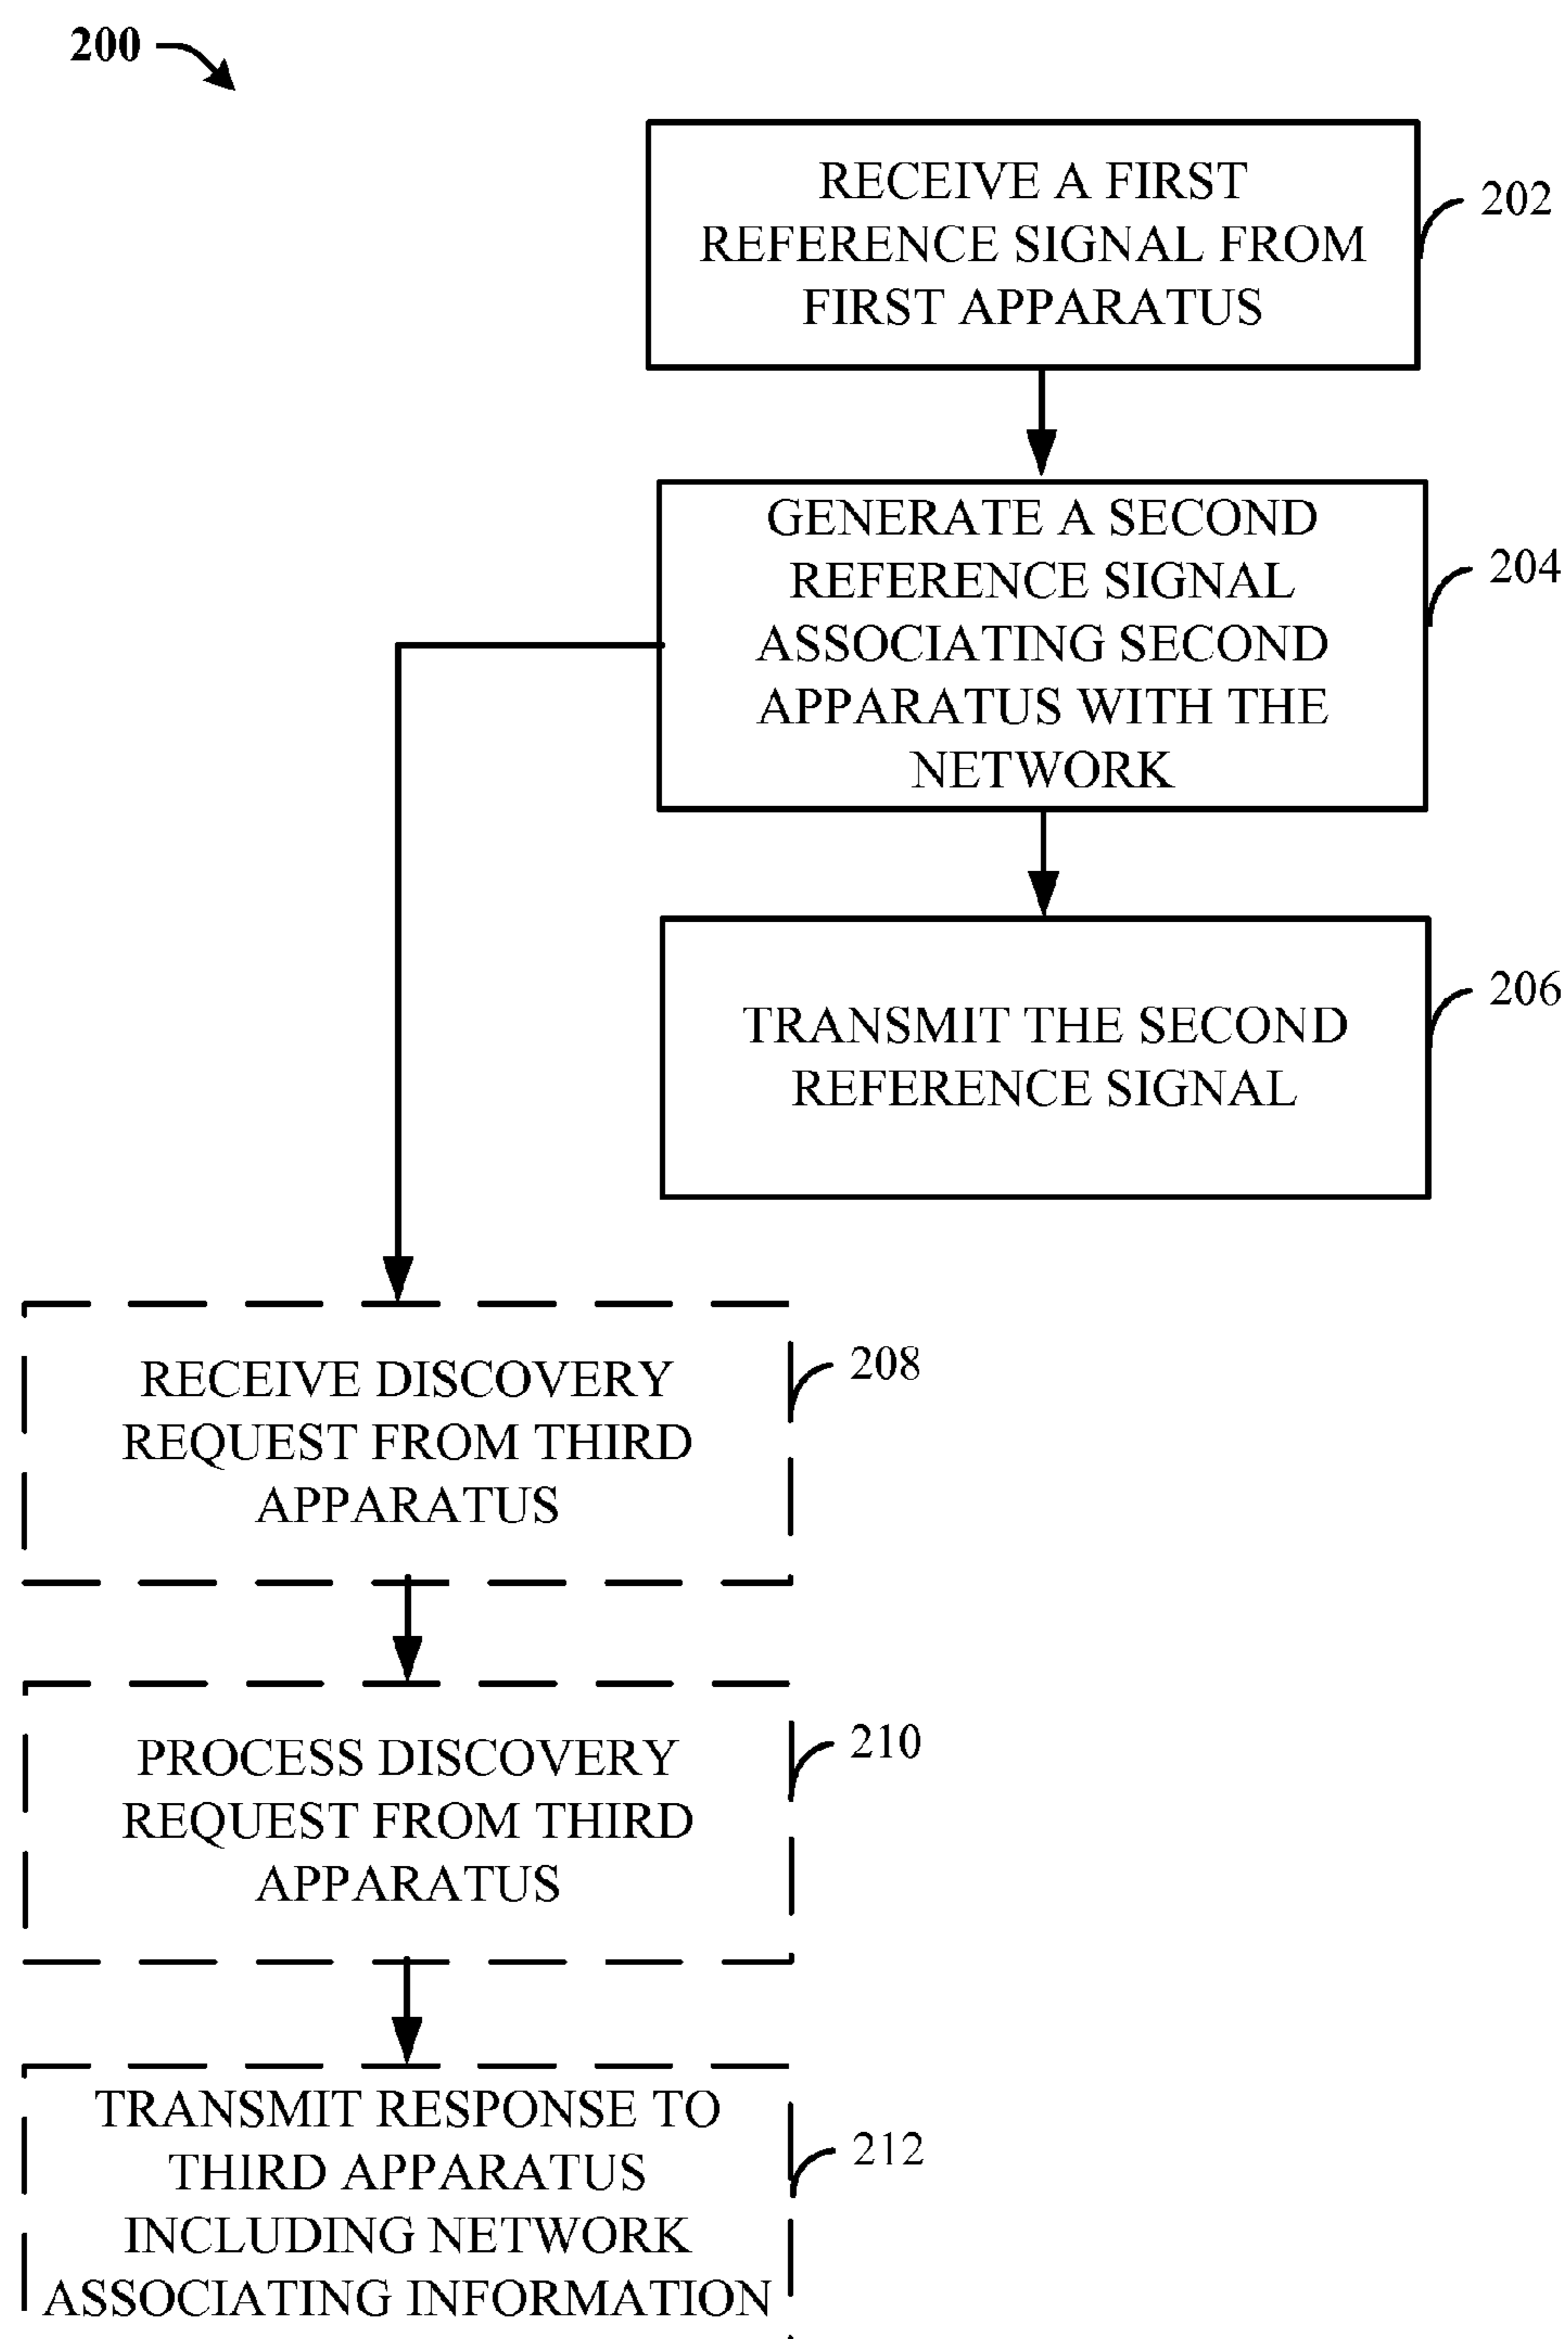 200
RECEIVE A FIRST
REFERENCE SIGNAL FROM
FIRST APPARATUS
202
GENERATE A SECOND
REFERENCE SIGNAL
ASSOCIATING SECOND
APPARATUS WITH THE
NETWORK
204
TRANSMIT THE SECOND
REFERENCE SIGNAL
206
RECEIVE DISCOVERY
REQUEST FROM THIRD
APPARATUS
208
PROCESS DISCOVERY
REQUEST FROM THIRD
APPARATUS
210
TRANSMIT RESPONSE TO
THIRD APPARATUS
INCLUDING NETWORK
ASSOCIATING INFORMATION
212